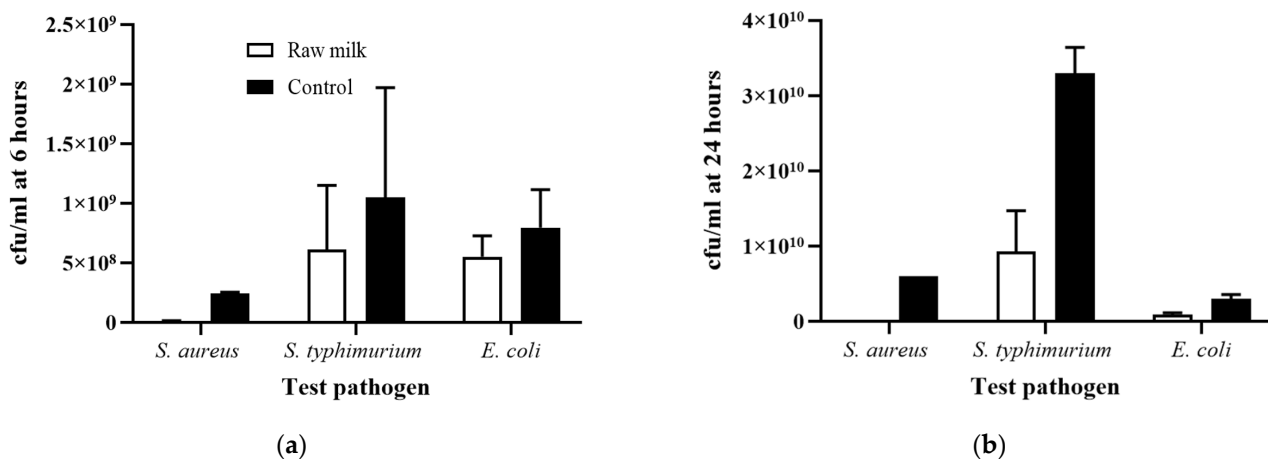 cfu/ml at 6 hours
2.5×10⁹
2×10⁹
1.5×10⁹
1×10⁹
5×10⁸
0
Raw milk
Control
S. aureus S. typhimurium E. coli
Test pathogen
(a)
cfu/ml at 24 hours
4×10¹⁰
3×10¹⁰
2×10¹⁰
1×10¹⁰
0
S. aureus S. typhimurium E. coli
Test pathogen
(b)